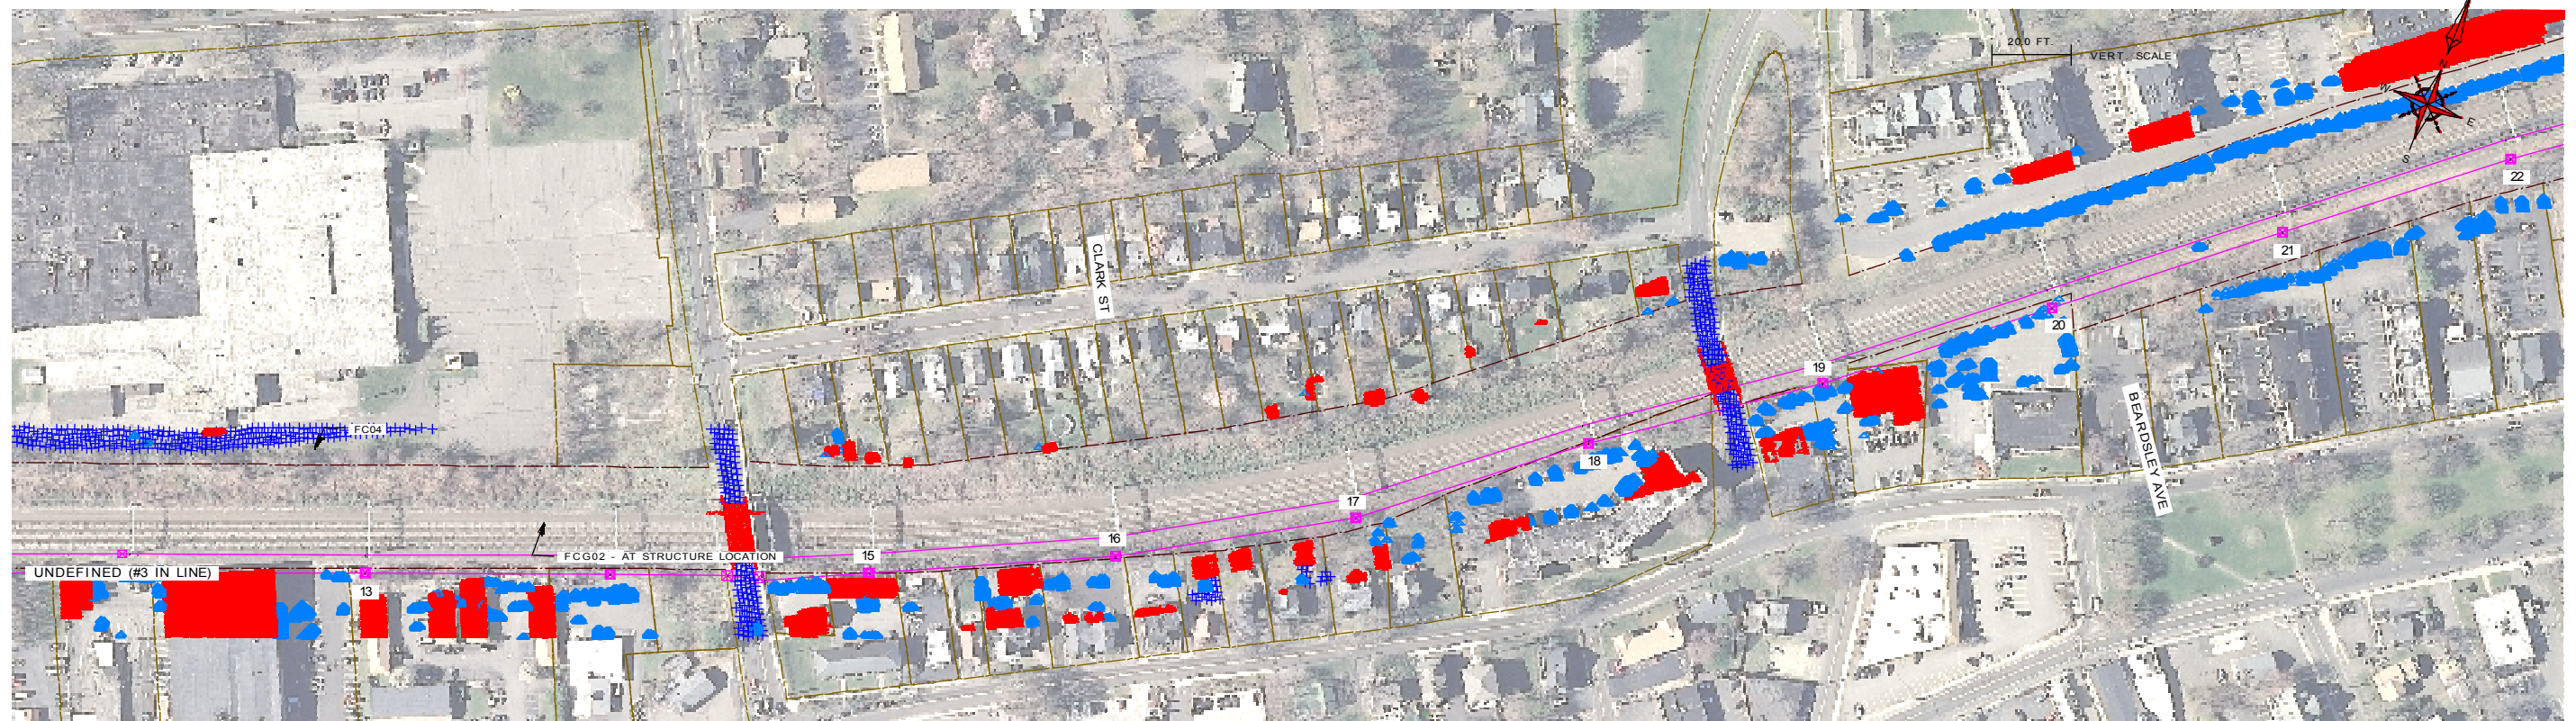 20.0 FT.
VERT. SCALE
N
W
E
S
22
CLARK ST
21
20
19
BEARDSLEY AVE
FC04
18
17
16
FCG02 - AT STRUCTURE LOCATION
15
UNDEFINED (#3 IN LINE)
13